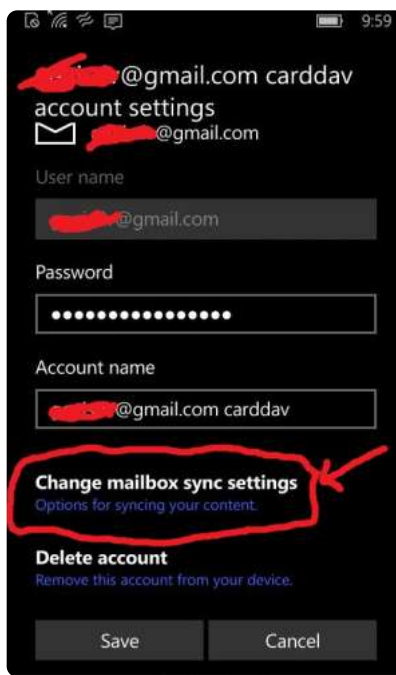 9:59
@gmail.com carddav
account settings
@gmail.com
User name
@gmail.com
Password
Account name
@gmail.com carddav
Change mailbox sync settings
Options for syncing your content.
Delete account
Remove this account from your device.
Save Cancel